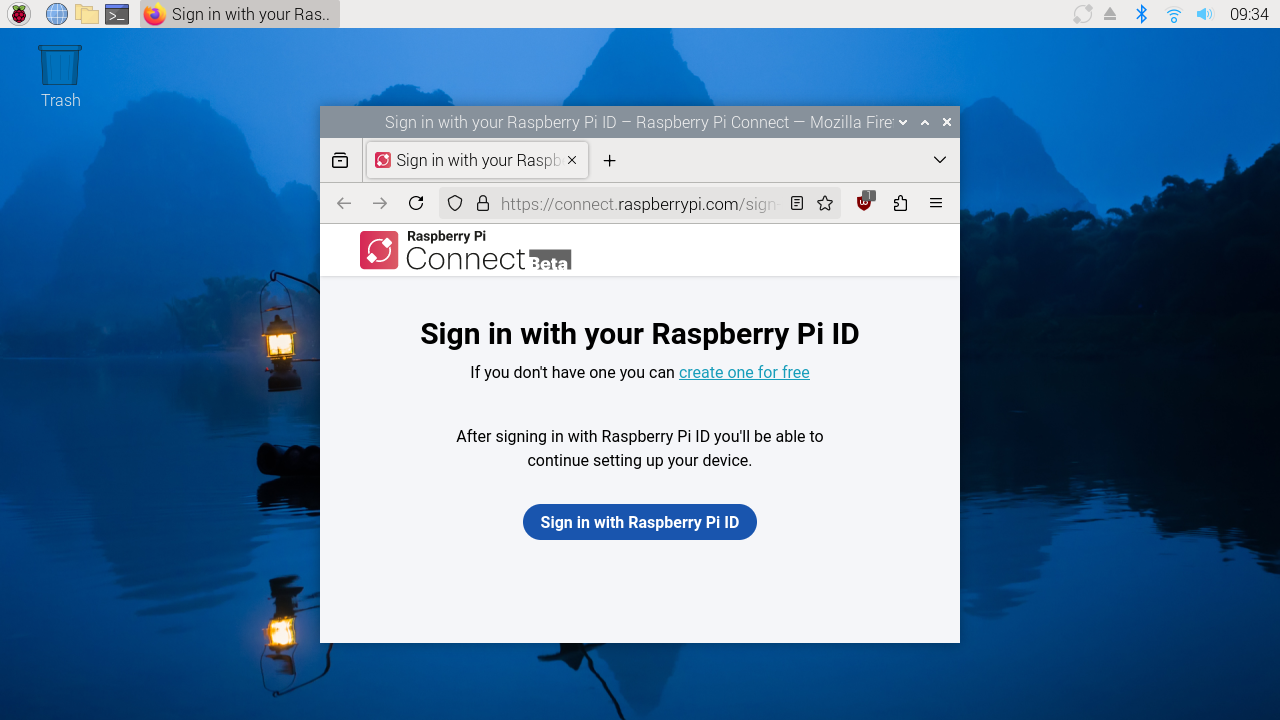 Sign in with your Ras..
09:34
Trash
Sign in with your Raspberry Pi ID – Raspberry Pi Connect — Mozilla Fire
Sign in with your Raspb
https://connect.raspberrypi.com/sign-
1
Raspberry Pi
Connect Beta
Sign in with your Raspberry Pi ID
If you don't have one you can create one for free
After signing in with Raspberry Pi ID you'll be able to
continue setting up your device.
Sign in with Raspberry Pi ID